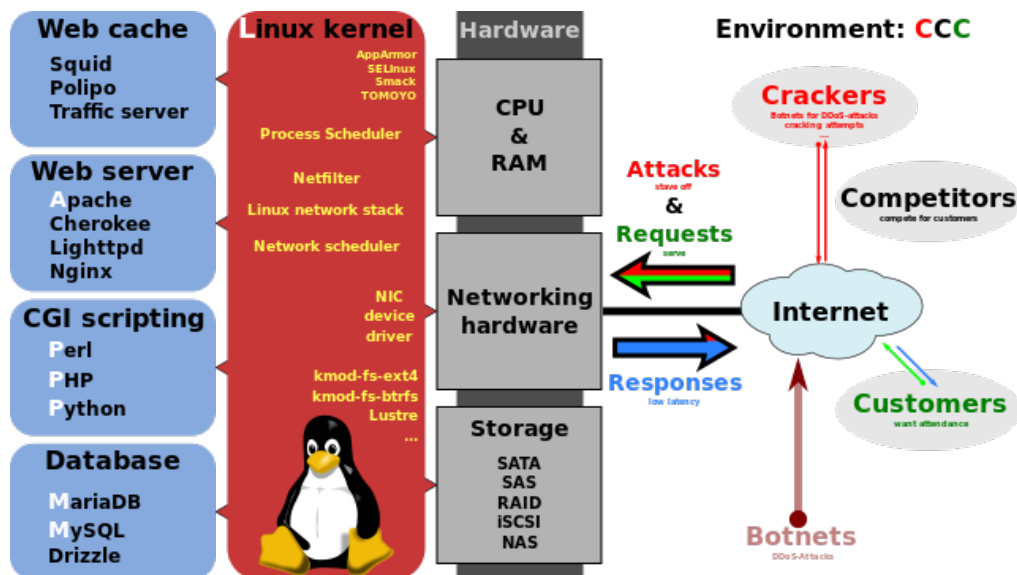 Web cache
Squid
Polipo
Traffic server
Web server
Apache
Cherokee
Lighttpd
Nginx
CGI scripting
Perl
PHP
Python
Database
MariaDB
MySQL
Drizzle
Linux kernel
AppArmor
SELinux
Smack
TOMOYO
Process Scheduler
Netfilter
Linux network stack
Network scheduler
NIC
device
driver
kmod-fs-ext4
kmod-fs-btrfs
Lustre
...
Hardware
CPU
&
RAM
Networking
hardware
Storage
SATA
SAS
RAID
iSCSI
NAS
Environment: CCC
Crackers
Botnets for DDoS-attacks
cracking attempts
...
Competitors
compete for customers
Attacks
stave off
&
Requests
serve
Internet
Responses
low latency
Customers
want attendance
Botnets
DDoS-Attacks